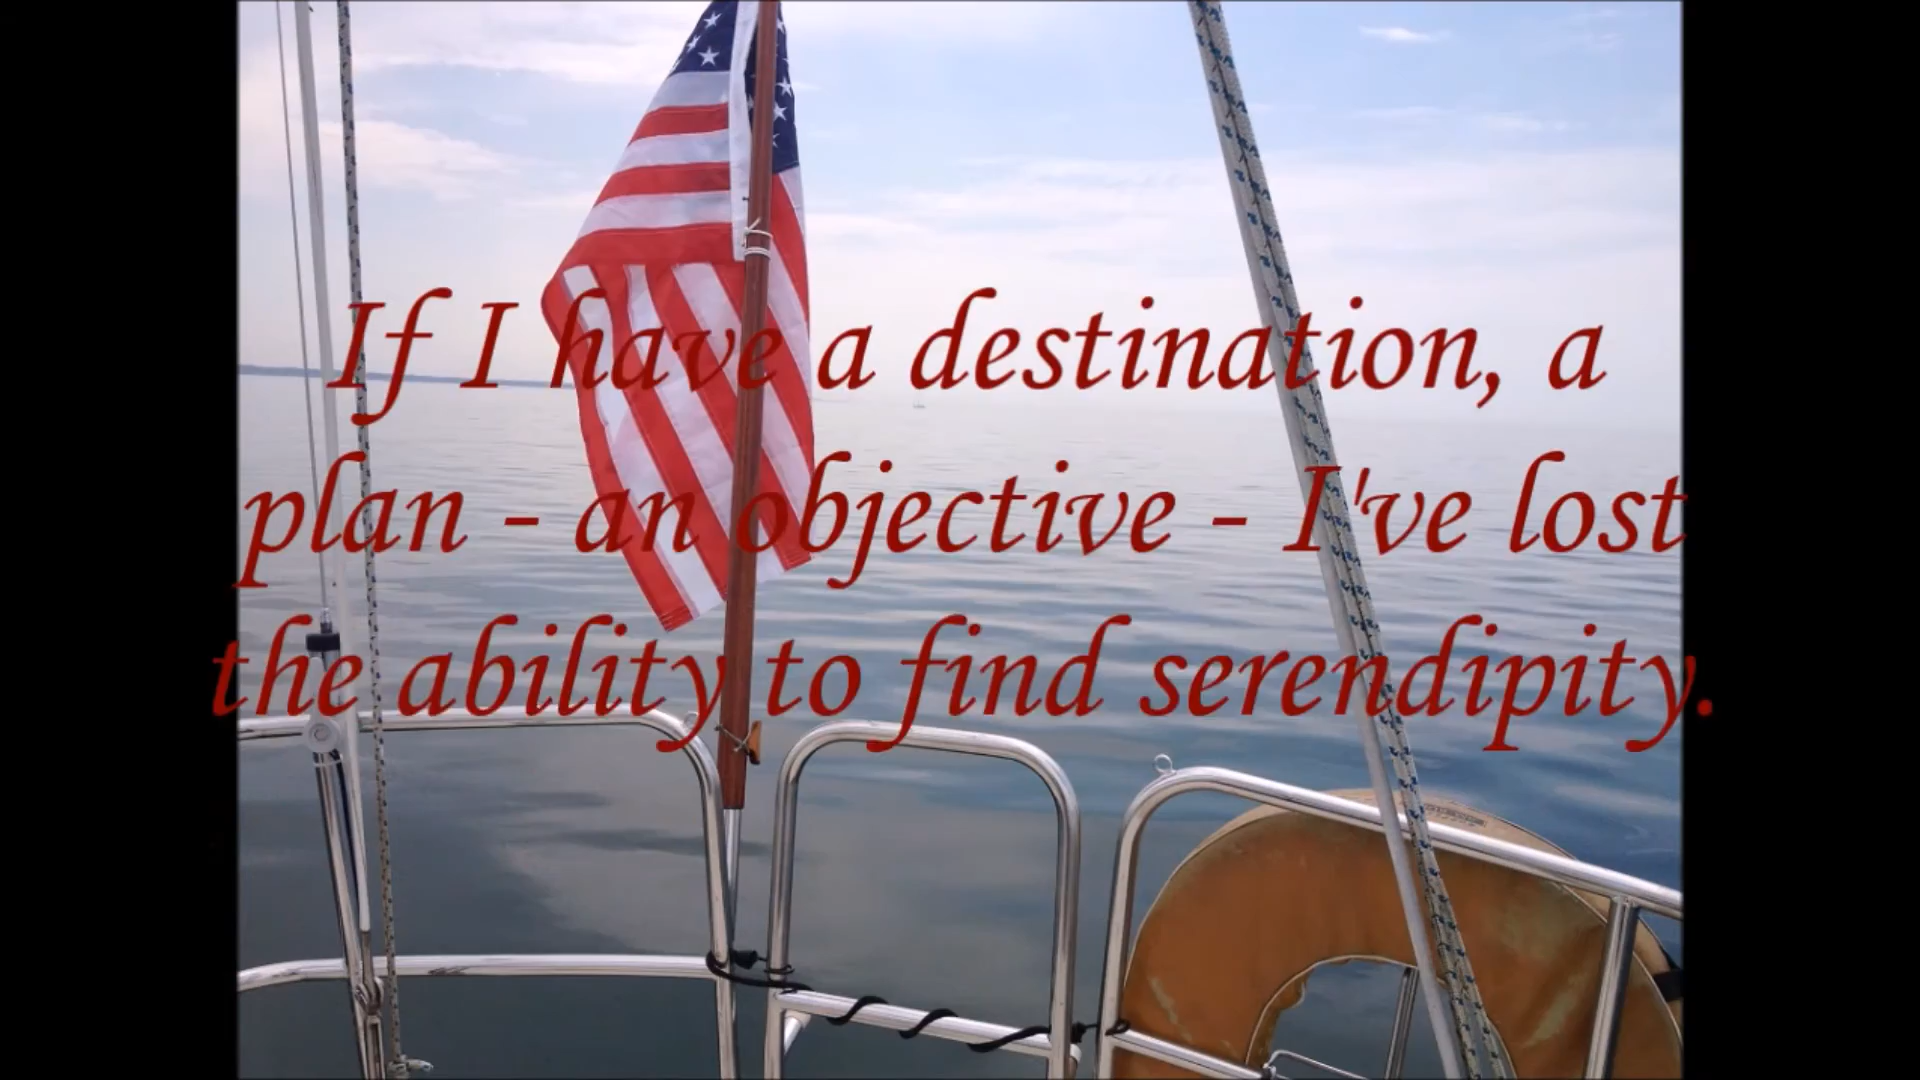 If I have a destination, a
plan - an objective - I've lost
the ability to find serendipity.